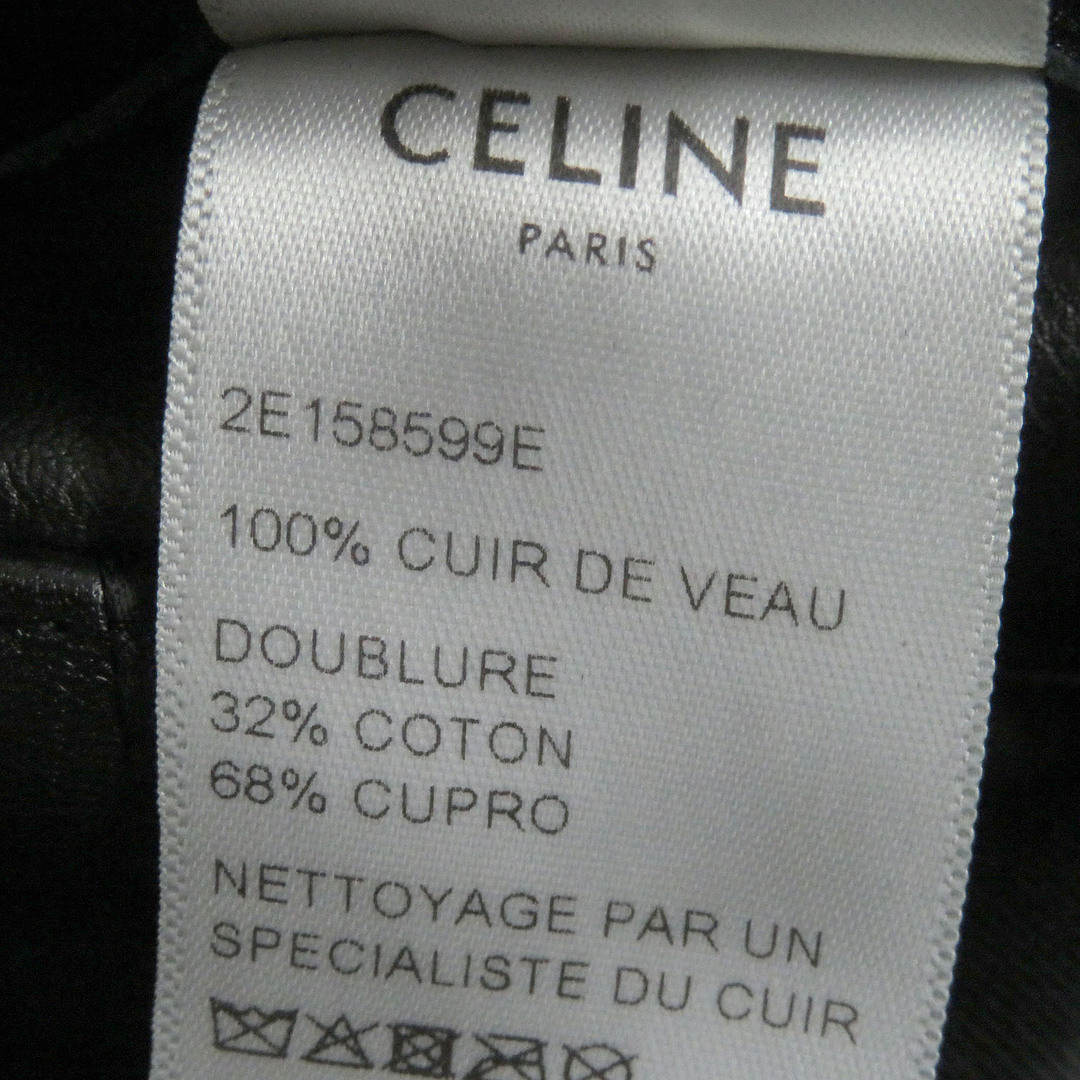 CELINE
PARIS
2E158599E
100% CUIR DE VEAU
DOUBLURE
32% COTON
68% CUPRO
NETTOYAGE PAR UN
SPECIALISTE DU CUIR